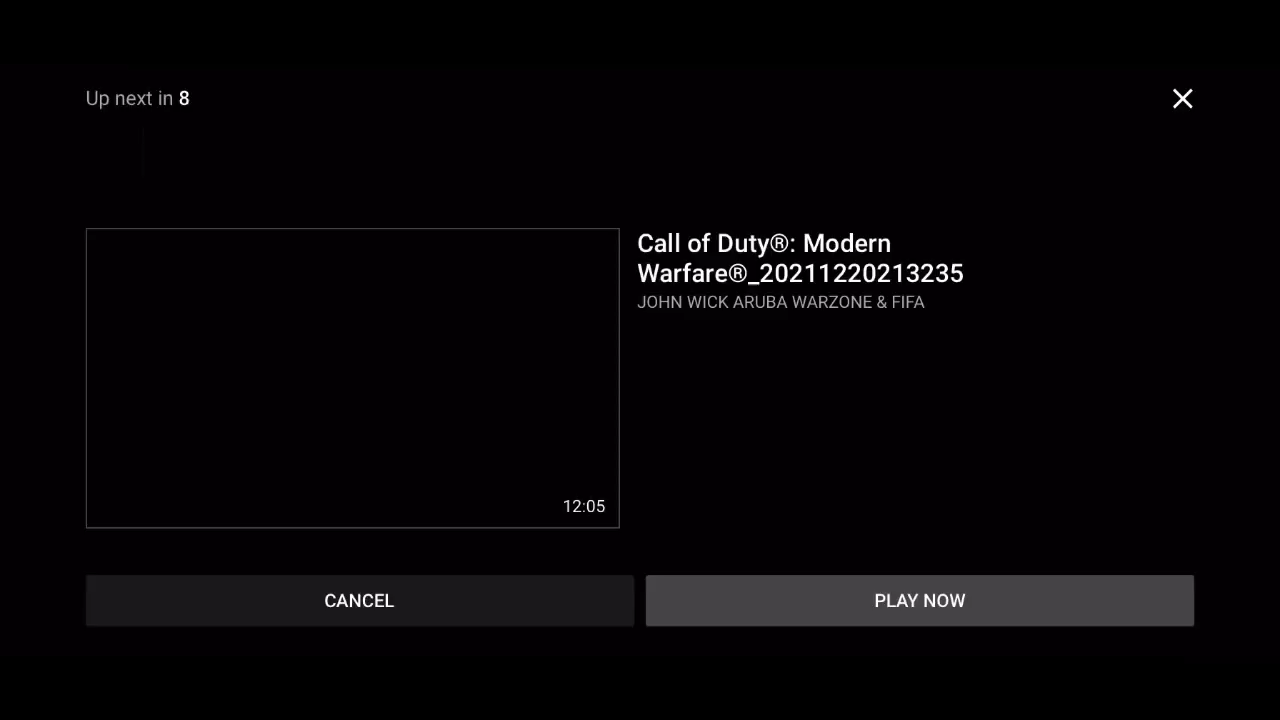 Up next in 8
Call of Duty®: Modern
Warfare®_20211220213235
JOHN WICK ARUBA WARZONE & FIFA
12:05
CANCEL
PLAY NOW